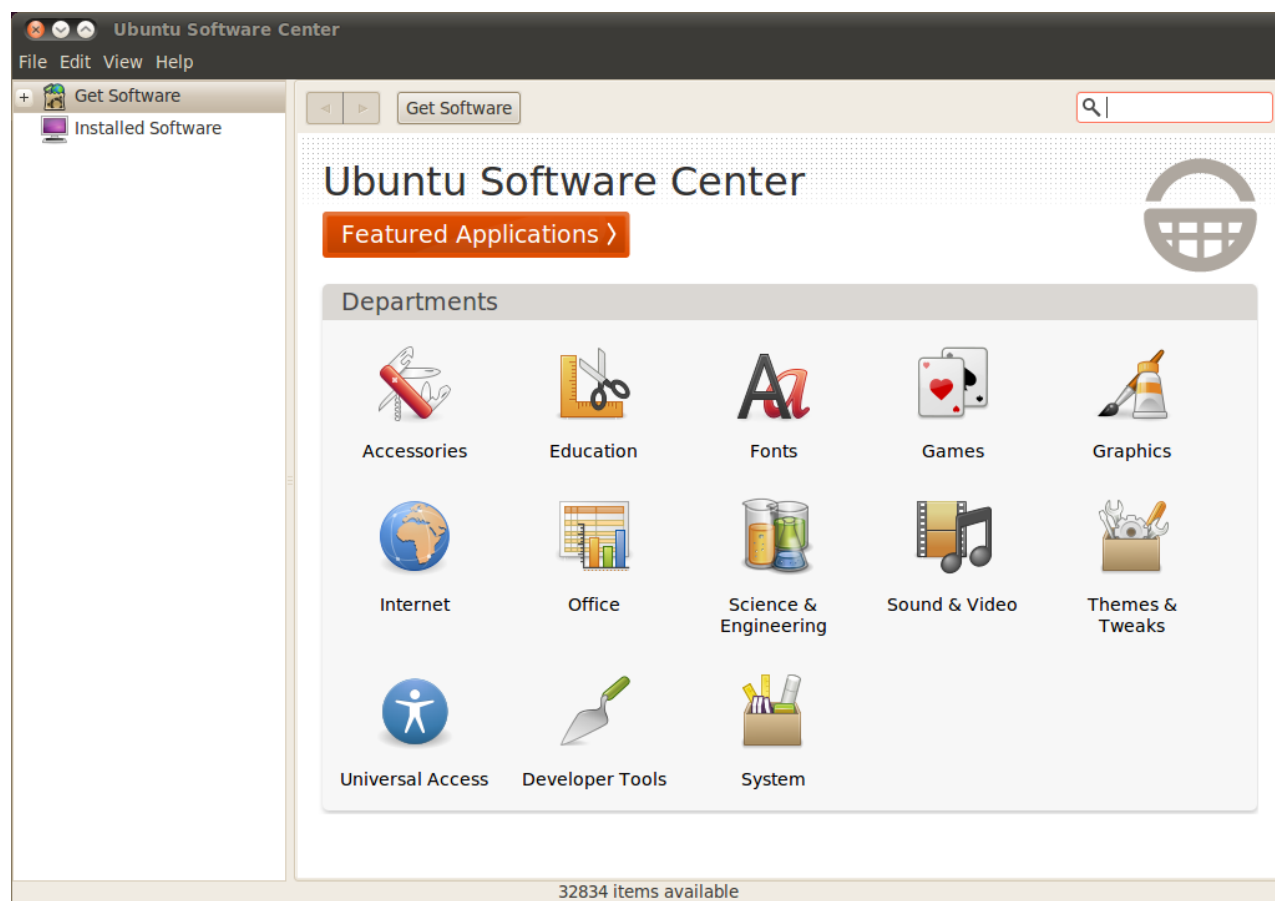 Ubuntu Software Center
File Edit View Help
Get Software
Installed Software
Get Software
Ubuntu Software Center
Featured Applications 〉
Departments
Accessories
Education
Fonts
Games
Graphics
Internet
Office
Science &
Engineering
Sound & Video
Themes &
Tweaks
Universal Access
Developer Tools
System
32834 items available